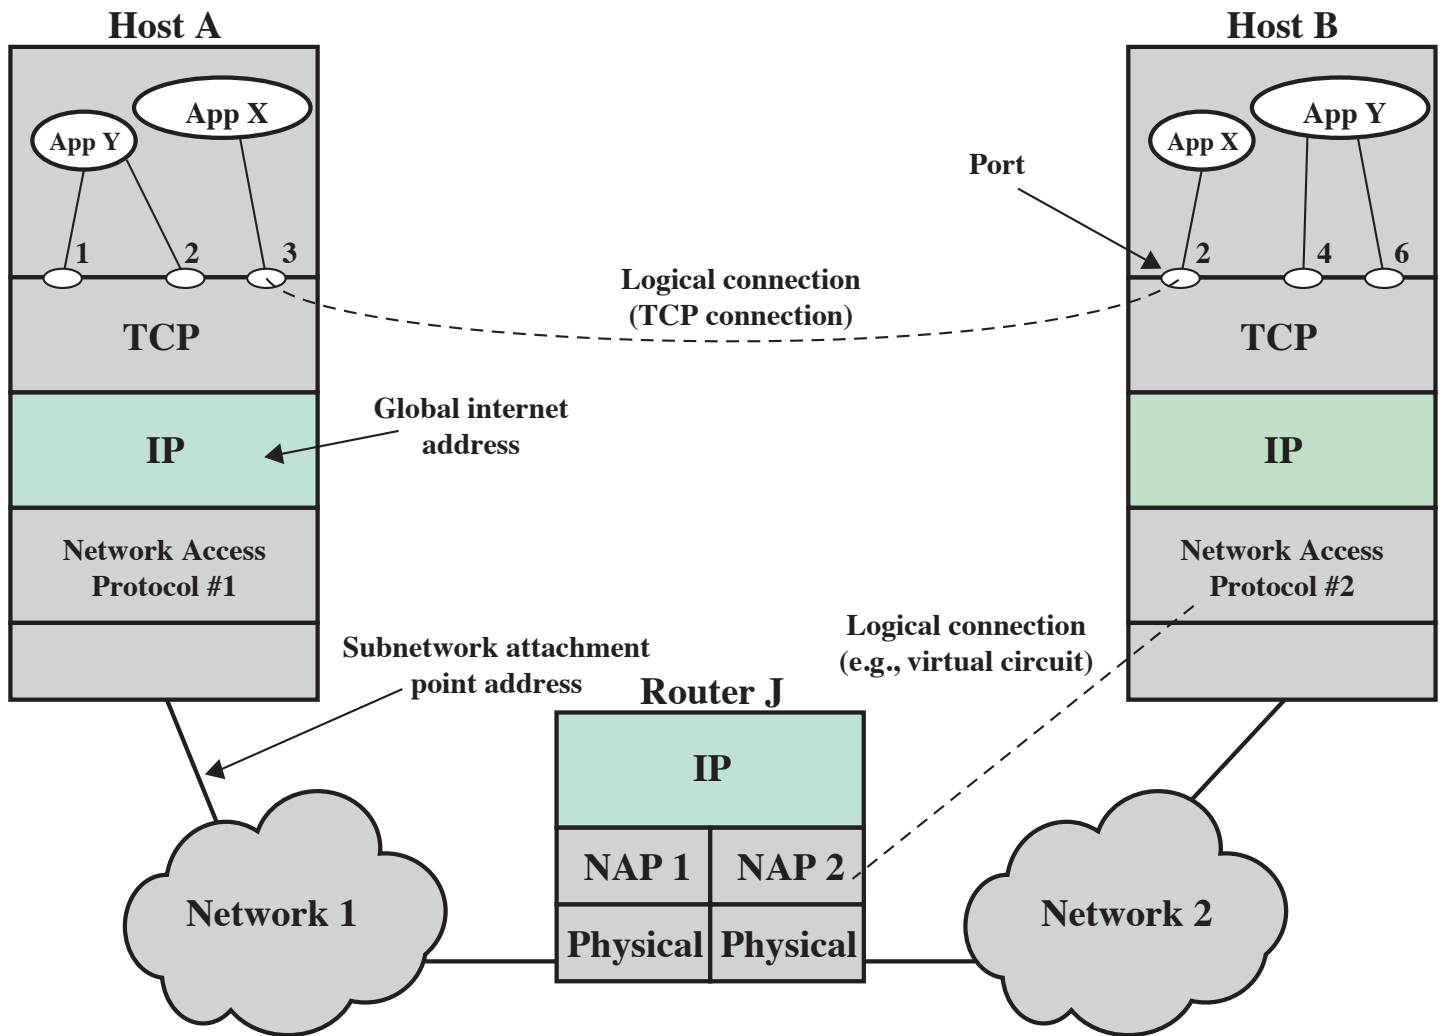 Host A
Host B
App X
App Y
App Y
App X
Port
1
2
3
2
4
6
Logical connection
(TCP connection)
TCP
TCP
Global internet
address
IP
IP
Network Access
Protocol #1
Network Access
Protocol #2
Logical connection
(e.g., virtual circuit)
Subnetwork attachment
point address
Router J
IP
NAP 1
NAP 2
Network 1
Network 2
Physical
Physical